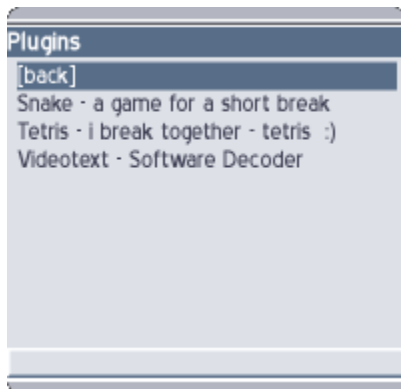 Plugins
[back]
Snake - a game for a short break
Tetris - i break together - tetris :)
Videotext - Software Decoder